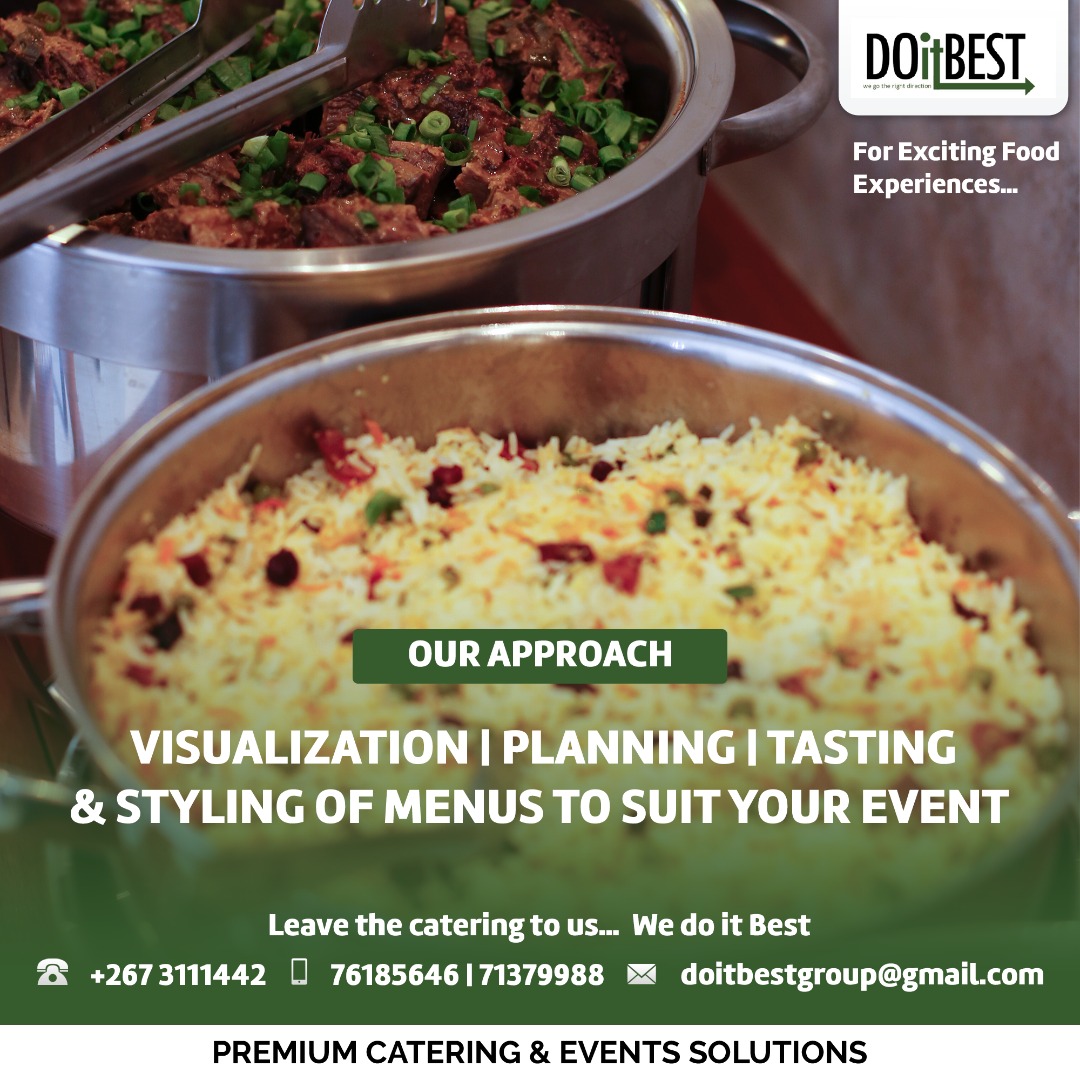 DOitBEST
we go the right direction
For Exciting Food
Experiences...
OUR APPROACH
VISUALIZATION | PLANNING | TASTING
& STYLING OF MENUS TO SUIT YOUR EVENT
Leave the catering to us... We do it Best
+267 3111442 76185646 | 71379988 doitbestgroup@gmail.com
PREMIUM CATERING & EVENTS SOLUTIONS